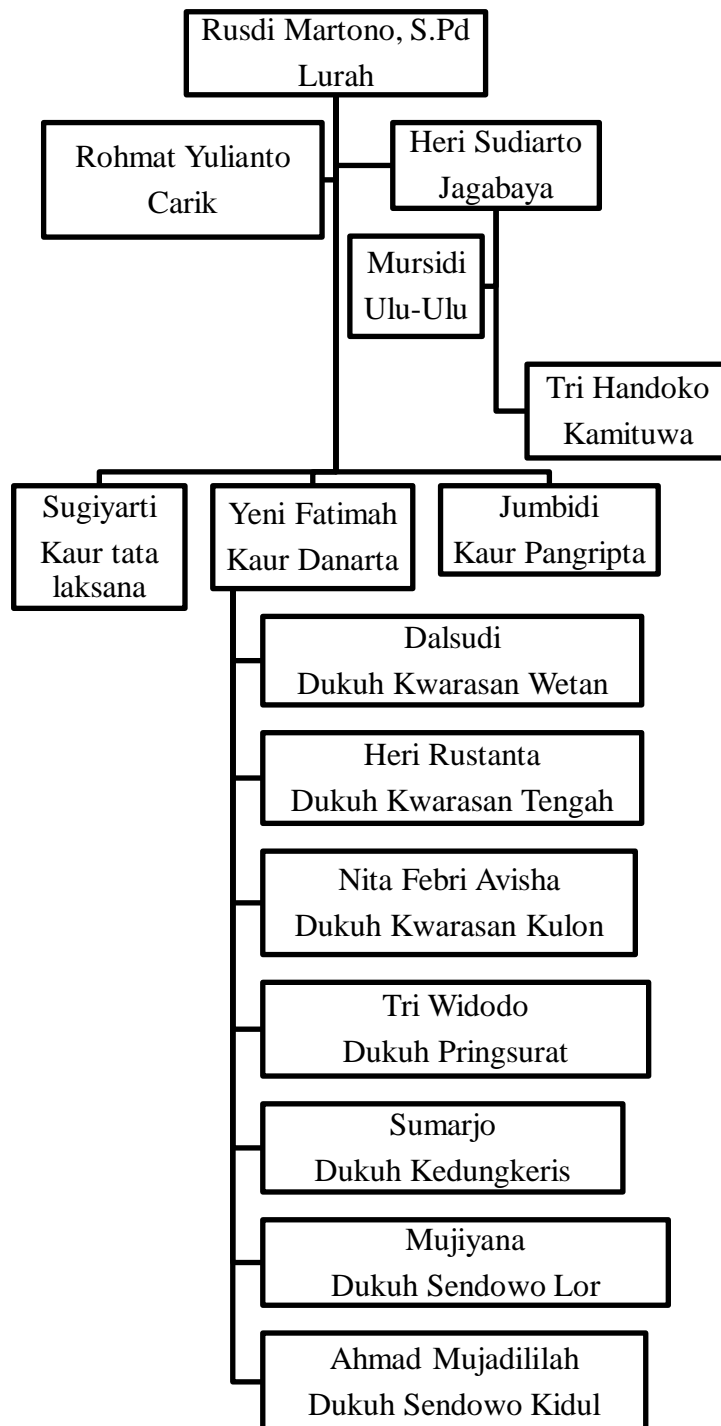 Rusdi Martono, S.Pd
Lurah
Rohmat Yulianto
Carik
Heri Sudiarto
Jagabaya
Mursidi
Ulu-Ulu
Tri Handoko
Kamituwa
Sugiyarti
Kaur tata
laksana
Yeni Fatimah
Kaur Danarta
Jumbidi
Kaur Pangripta
Dalsudi
Dukuh Kwarasan Wetan
Heri Rustanta
Dukuh Kwarasan Tengah
Nita Febri Avisha
Dukuh Kwarasan Kulon
Tri Widodo
Dukuh Pringsurat
Sumarjo
Dukuh Kedungkeris
Mujiyana
Dukuh Sendowo Lor
Ahmad Mujadililah
Dukuh Sendowo Kidul